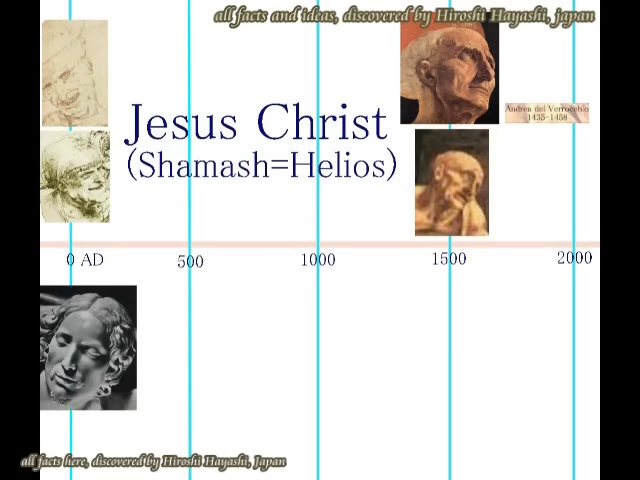 all facts and ideas, discovered by Hiroshi Hayashi, japan
Jesus Christ
(Shamash=Helios)
Andrea del Verrocchio
1435-1458
0 AD
500
1000
1500
2000
all facts here, discovered by Hiroshi Hayashi, Japan